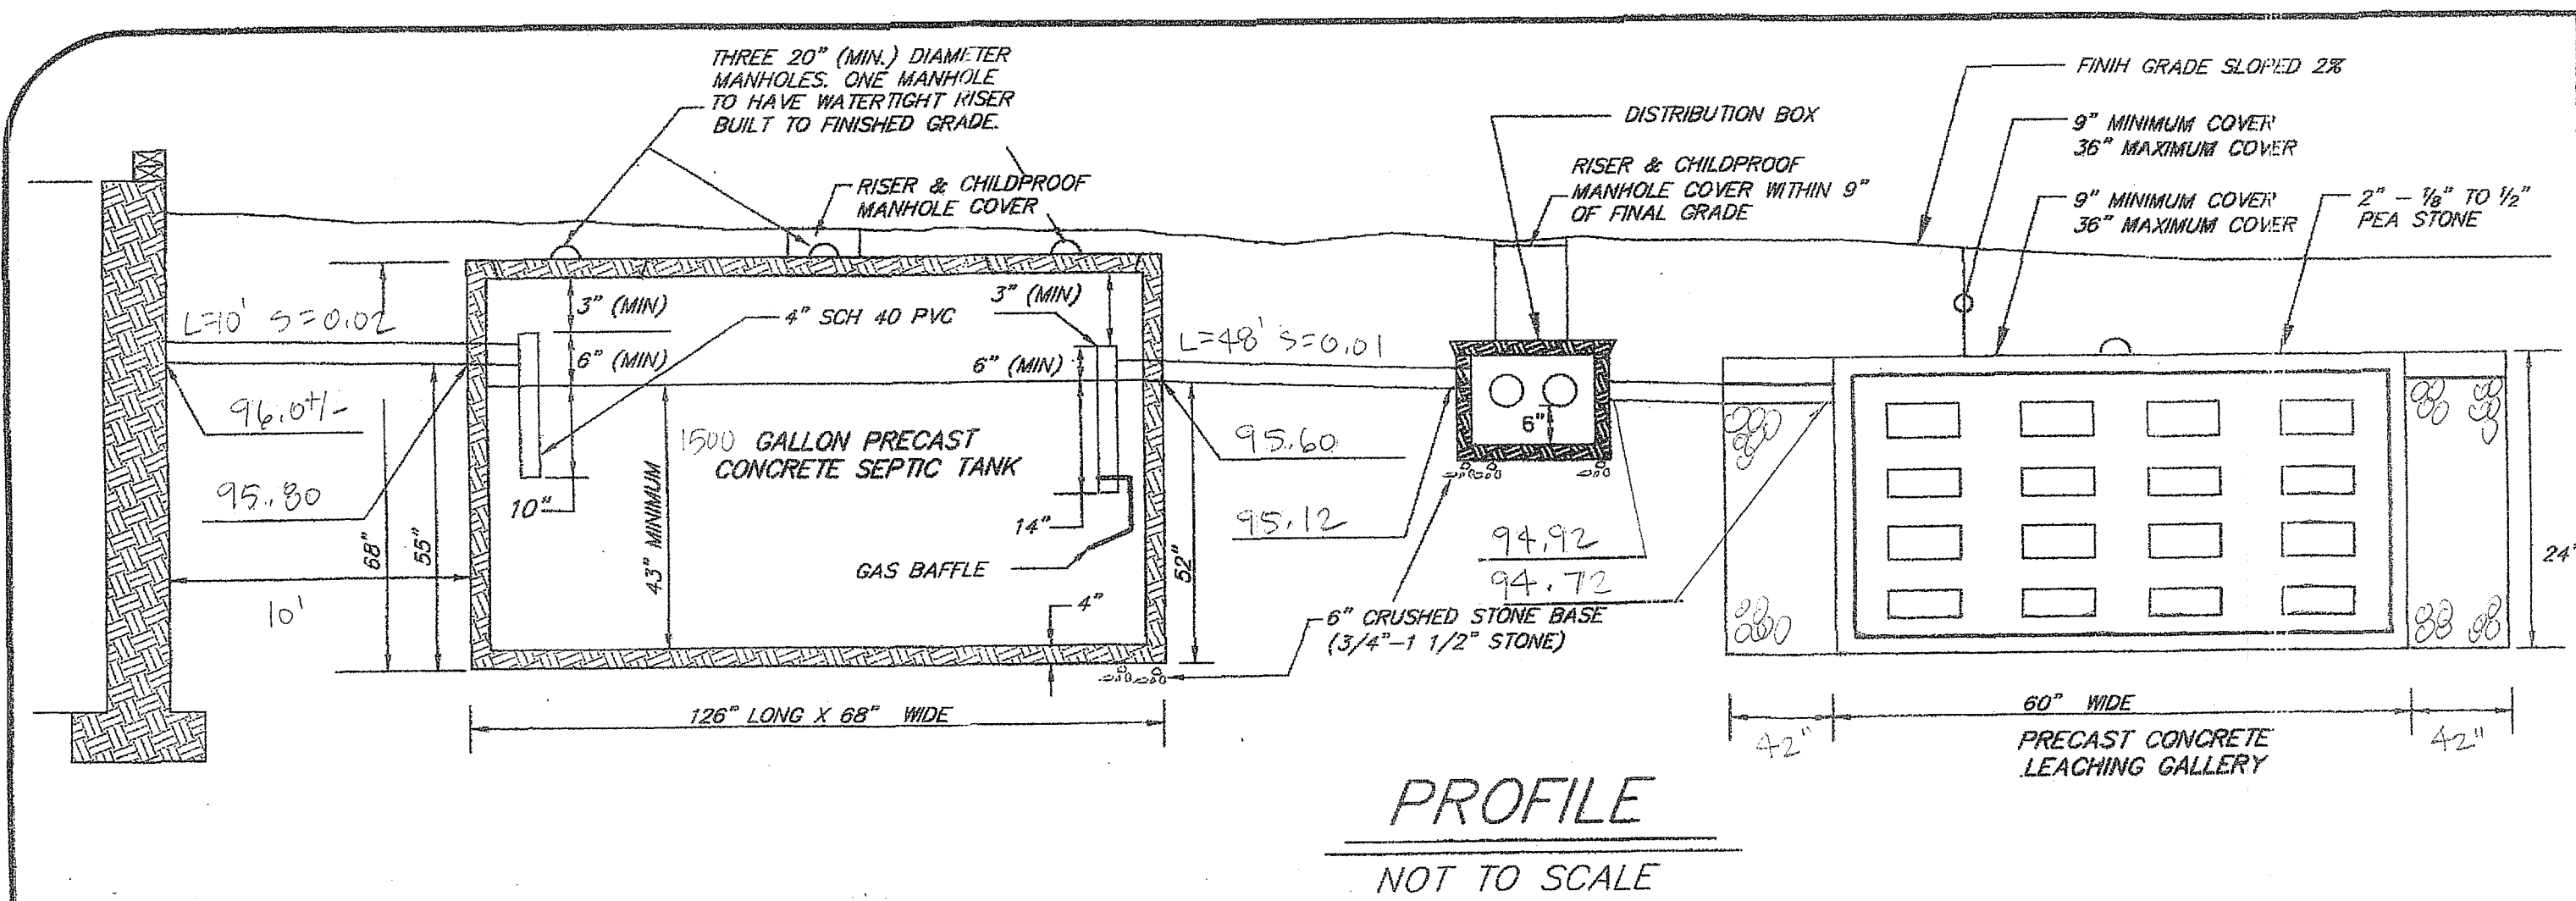 THREE 20" (MIN.) DIAMETER
MANHOLES. ONE MANHOLE
TO HAVE WATERTIGHT RISER
BUILT TO FINISHED GRADE.
RISER & CHILDPROOF
MANHOLE COVER
DISTRIBUTION BOX
RISER & CHILDPROOF
MANHOLE COVER WITHIN 9"
OF FINAL GRADE
FINIH GRADE SLOPED 2%
9" MINIMUM COVER
36" MAXIMUM COVER
9" MINIMUM COVER
36" MAXIMUM COVER
2" - 1/8" TO 1/2"
PEA STONE
L=10' S=0.02
3" (MIN)
4" SCH 40 PVC
3" (MIN)
6" (MIN)
6" (MIN)
L=48' S=0.01
96.0+/-
95.80
68"
55"
10'
10"
43" MINIMUM
1500 GALLON PRECAST
CONCRETE SEPTIC TANK
14"
GAS BAFFLE
4"
52"
95.60
95.12
6"
94.92
94.72
6" CRUSHED STONE BASE
(3/4"-1 1/2" STONE)
24"
126" LONG X 68" WIDE
42"
60" WIDE
42"
PRECAST CONCRETE
LEACHING GALLERY
PROFILE
NOT TO SCALE